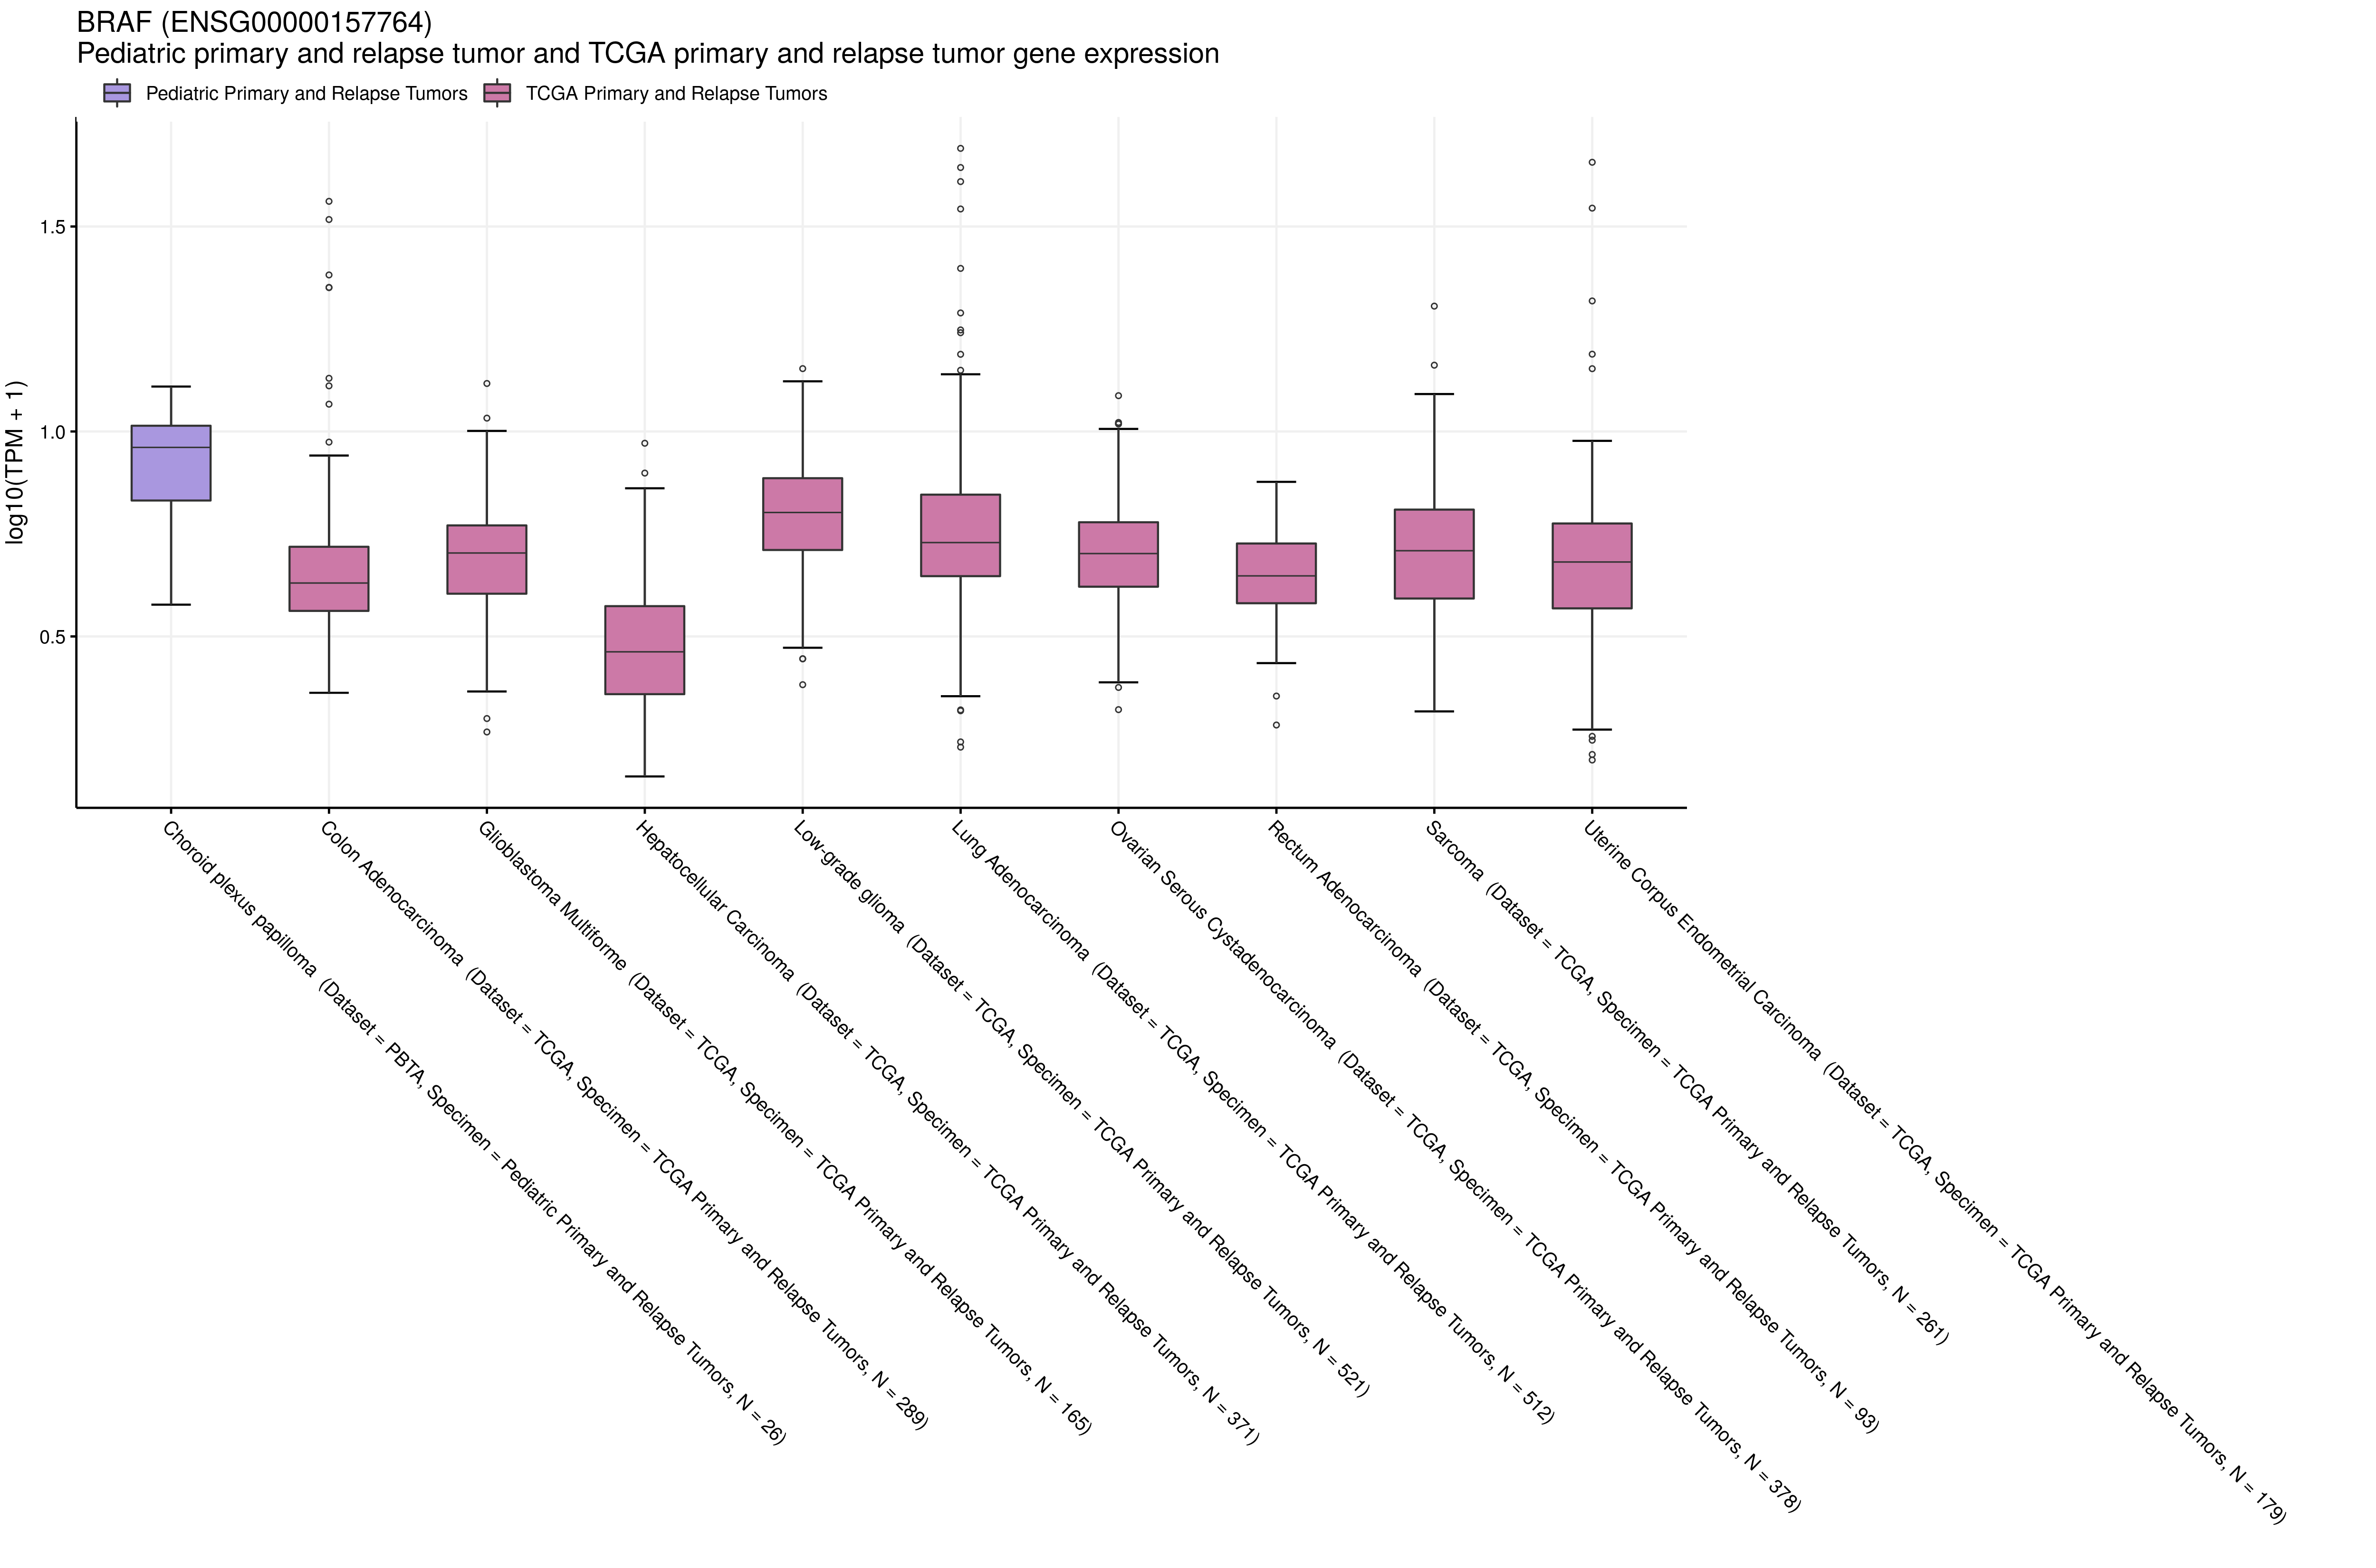 BRAF (ENSG00000157764)
Pediatric primary and relapse tumor and TCGA primary and relapse tumor gene expression
Pediatric Primary and Relapse Tumors
TCGA Primary and Relapse Tumors
log10(TPM + 1)
1.5
1.0
0.5
Choroid plexus papilloma (Dataset = PBTA, Specimen = Pediatric Primary and Relapse Tumors, N = 26)
Colon Adenocarcinoma (Dataset = TCGA, Specimen = TCGA Primary and Relapse Tumors, N = 289)
Glioblastoma Multiforme (Dataset = TCGA, Specimen = TCGA Primary and Relapse Tumors, N = 165)
Hepatocellular Carcinoma (Dataset = TCGA, Specimen = TCGA Primary and Relapse Tumors, N = 371)
Low-grade glioma (Dataset = TCGA, Specimen = TCGA Primary and Relapse Tumors, N = 521)
Lung Adenocarcinoma (Dataset = TCGA, Specimen = TCGA Primary and Relapse Tumors, N = 512)
Ovarian Serous Cystadenocarcinoma (Dataset = TCGA, Specimen = TCGA Primary and Relapse Tumors, N = 378)
Rectum Adenocarcinoma (Dataset = TCGA, Specimen = TCGA Primary and Relapse Tumors, N = 93)
Sarcoma (Dataset = TCGA, Specimen = TCGA Primary and Relapse Tumors, N = 261)
Uterine Corpus Endometrial Carcinoma (Dataset = TCGA, Specimen = TCGA Primary and Relapse Tumors, N = 179)